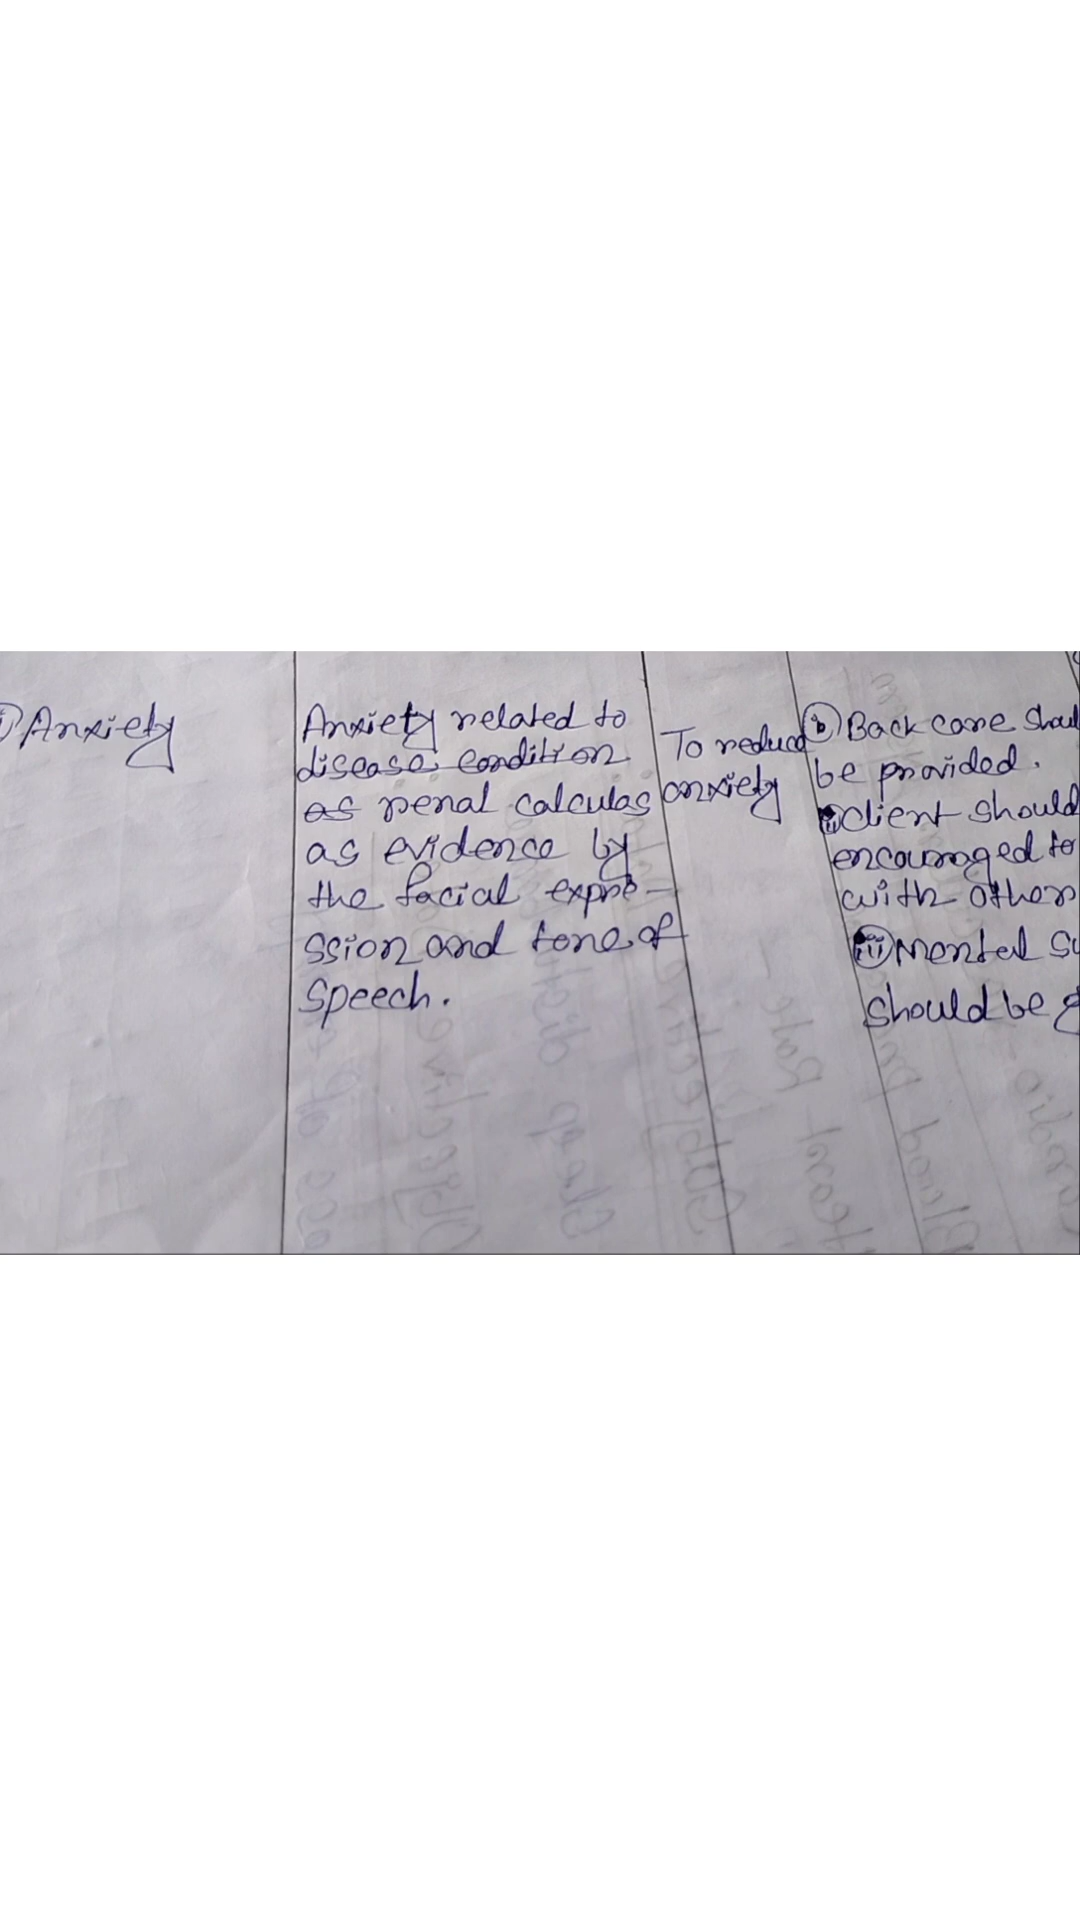 Anxiety
Anxiety related to
disease condition
as renal calculas
as evidence by
the facial expre-
ssion and tone of
speech.
To reduce
anxiety
Back care
be provided.
client should
encouraged to
with other
iii Mental
should be